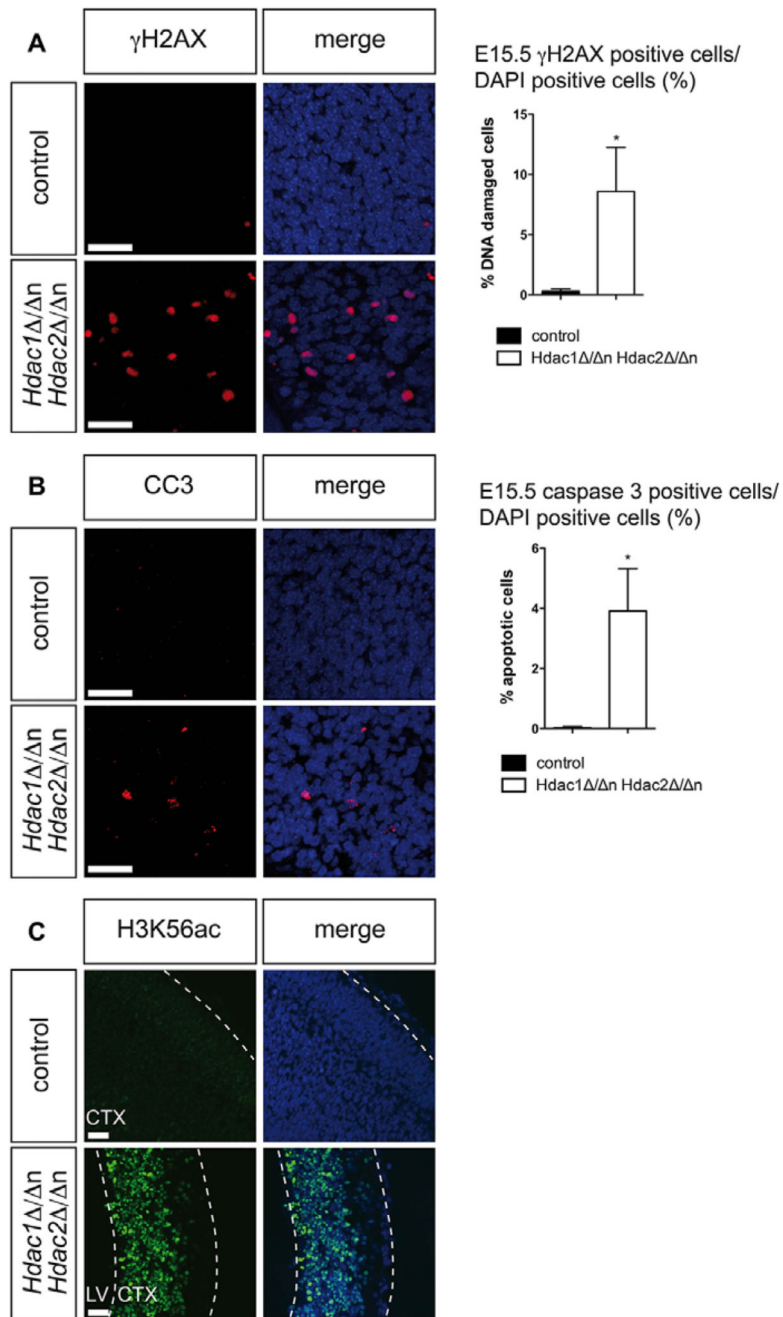 A
γH2AX
merge
control
Hdac1Δ/Δn
Hdac2Δ/Δn
E15.5 γH2AX positive cells/
DAPI positive cells (%)
% DNA damaged cells
15
10
5
0
*
control
Hdac1Δ/Δn Hdac2Δ/Δn
B
CC3
merge
control
Hdac1Δ/Δn
Hdac2Δ/Δn
E15.5 caspase 3 positive cells/
DAPI positive cells (%)
% apoptotic cells
6
4
2
0
*
control
Hdac1Δ/Δn Hdac2Δ/Δn
C
H3K56ac
merge
control
CTX
Hdac1Δ/Δn
Hdac2Δ/Δn
LV CTX